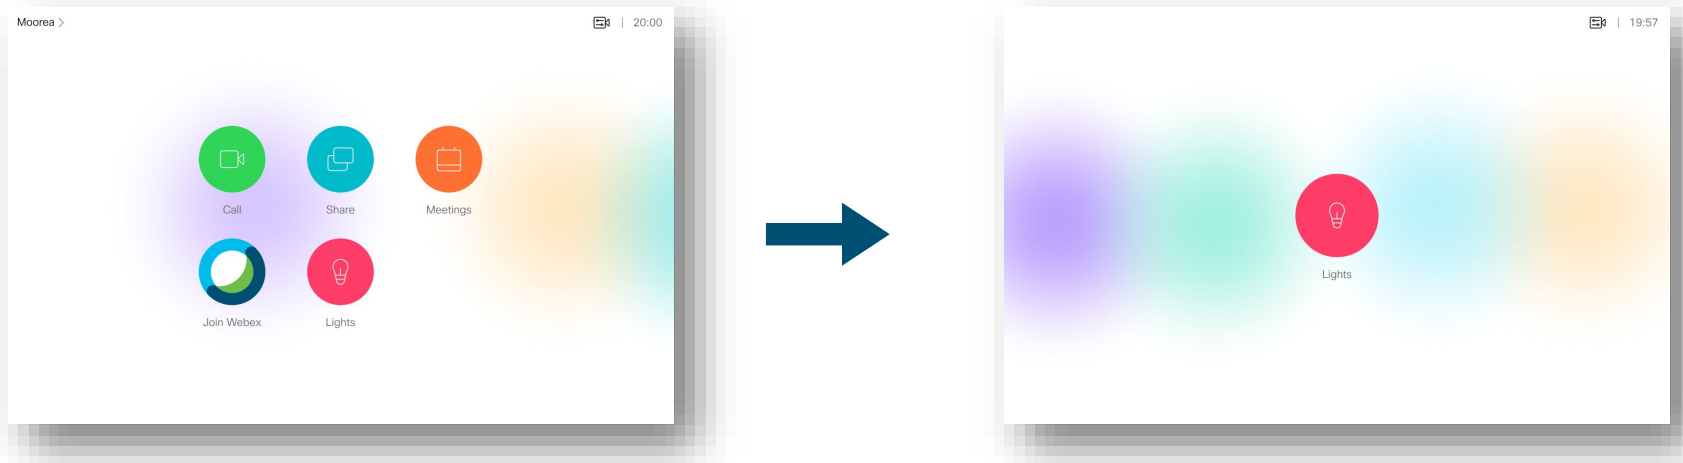 Moorea >
| 20:00
Call
Share
Meetings
Join Webex
Lights
| 19:57
Lights